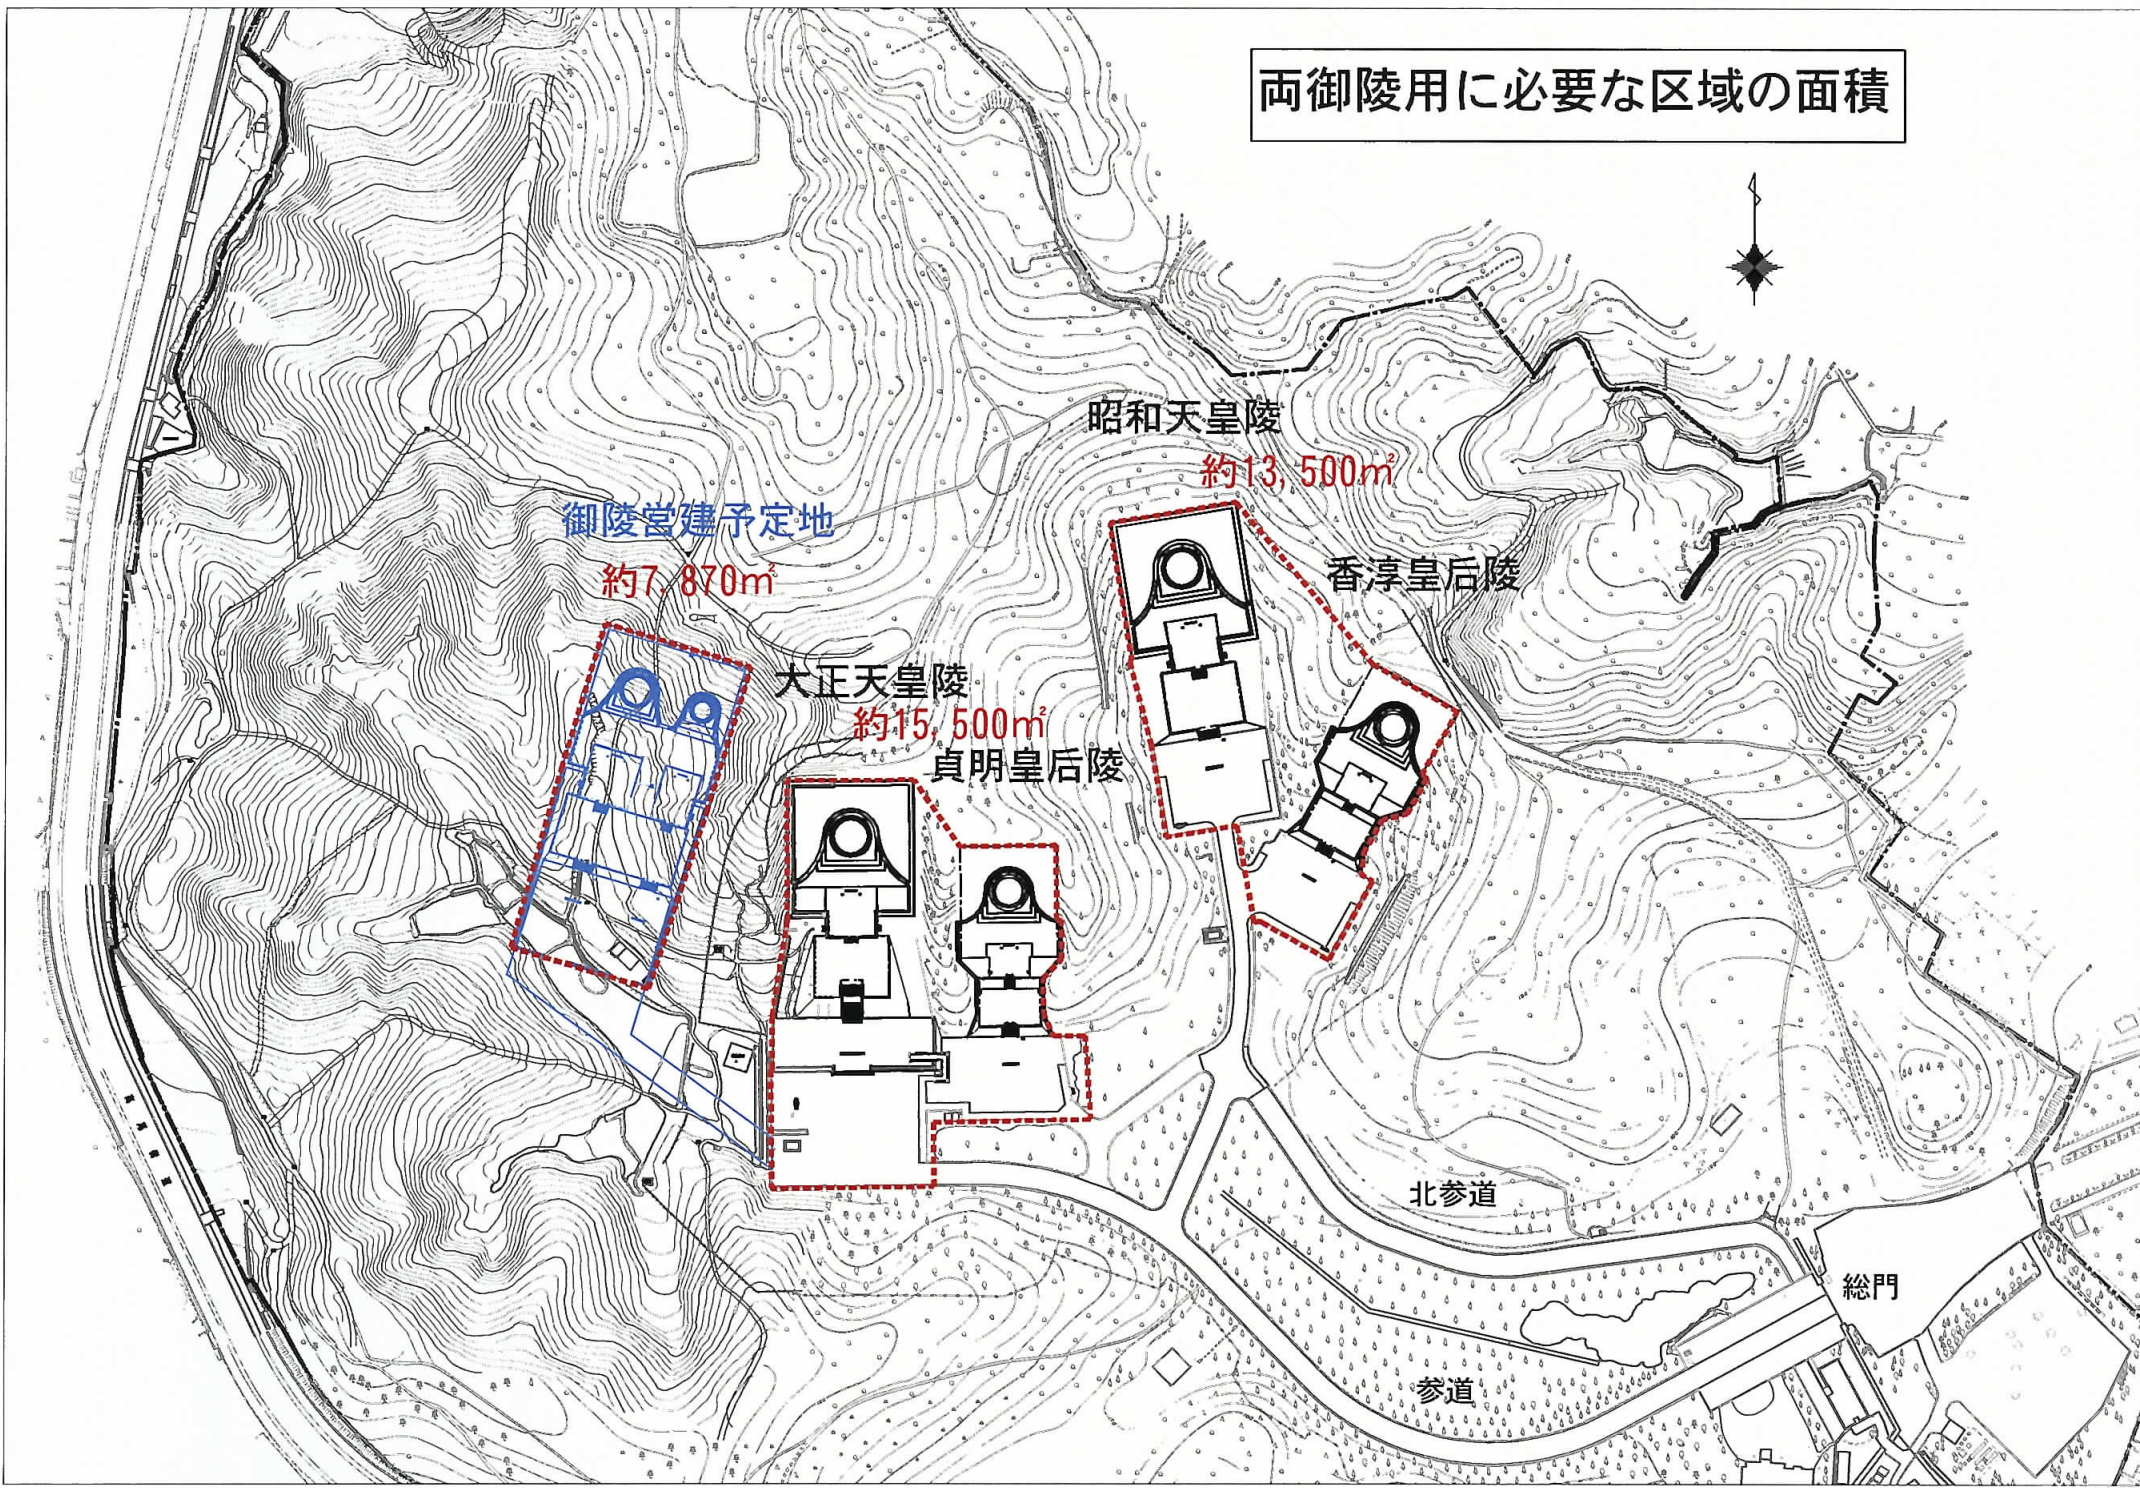 両御陵用に必要な区域の面積
昭和天皇陵
約13,500㎡
御陵営建予定地
約7,870㎡
香淳皇后陵
大正天皇陵
約15,500㎡
貞明皇后陵
北参道
総門
参道